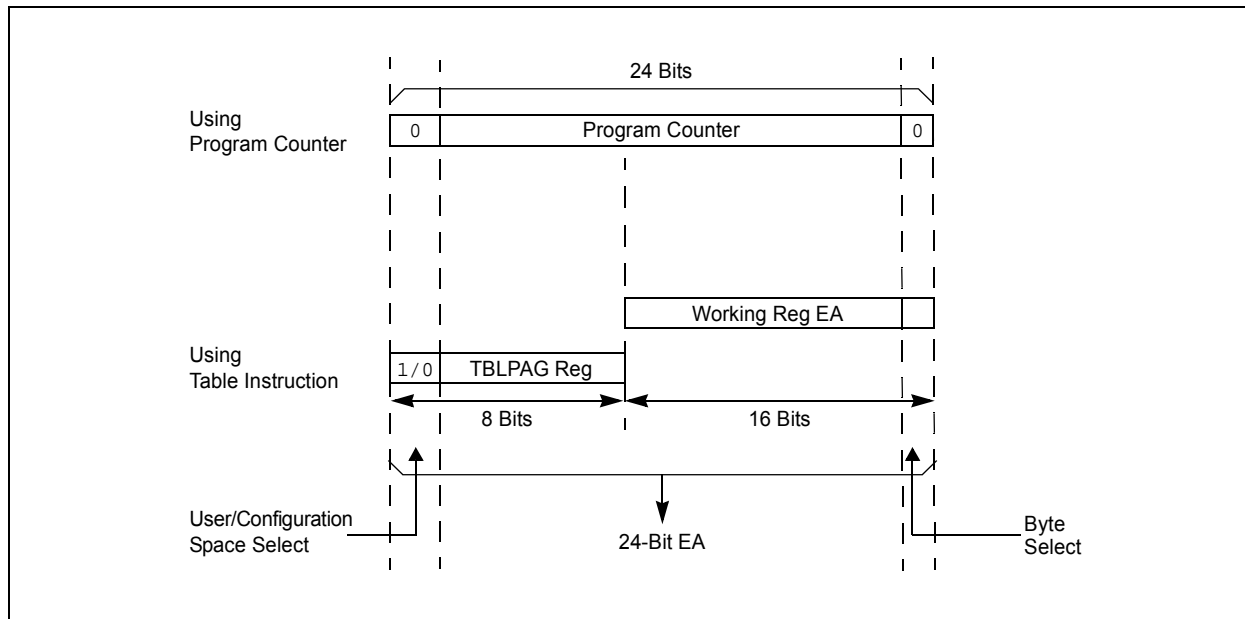 24 Bits
Using
Program Counter
0
Program Counter
0
Working Reg EA
Using
Table Instruction
1/0
TBLPAG Reg
8 Bits
16 Bits
User/Configuration
Space Select
24-Bit EA
Byte
Select